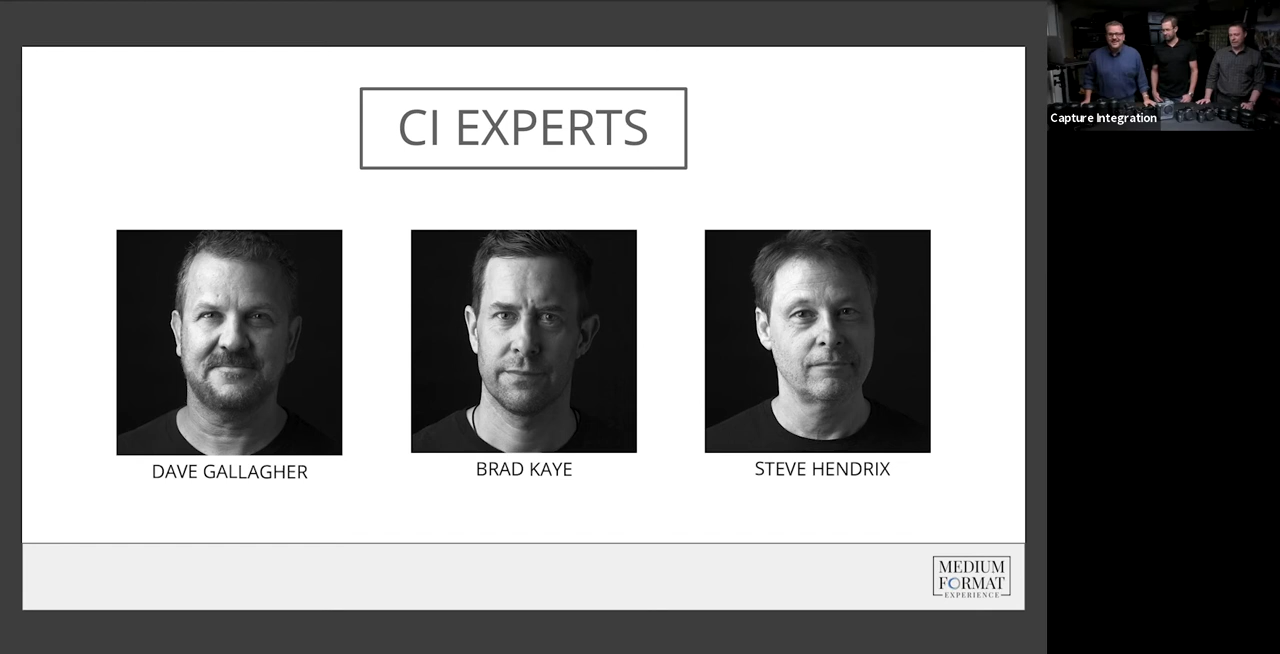 CI EXPERTS
DAVE GALLAGHER
BRAD KAYE
STEVE HENDRIX
MEDIUM
FORMAT
EXPERIENCE
Capture Integration